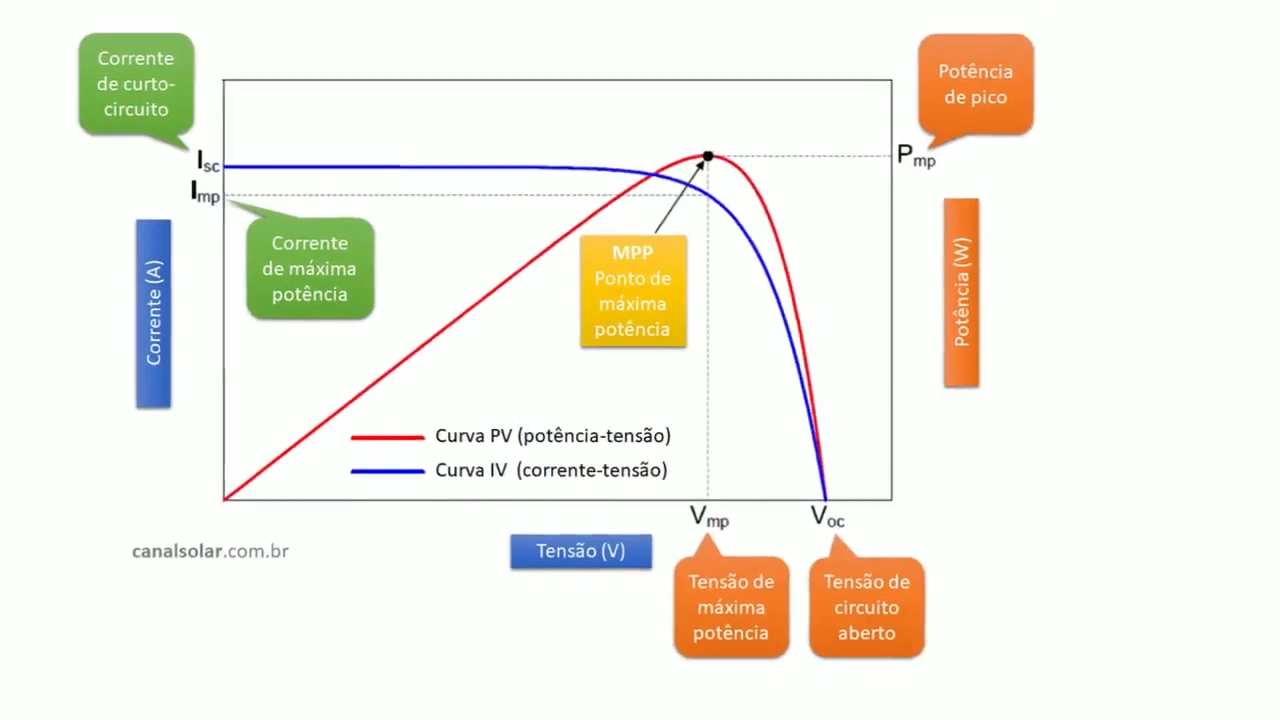 Corrente
de curto-
circuito
Potência
de pico
Isc
Pmp
Imp
Corrente
de máxima
potência
MPP
Ponto de
máxima
potência
Corrente (A)
Potência (W)
Curva PV (potência-tensão)
Curva IV (corrente-tensão)
Vmp
Voc
canalsolar.com.br
Tensão (V)
Tensão de
máxima
potência
Tensão de
circuito
aberto